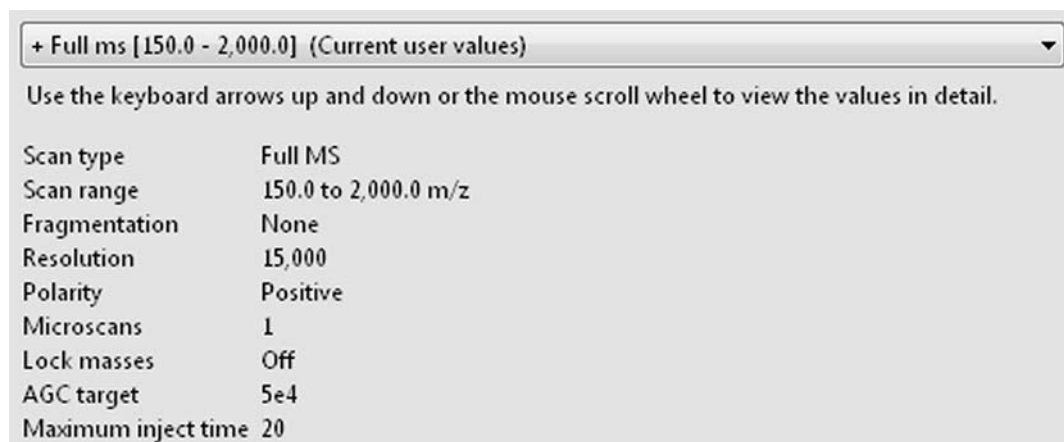 + Full ms [150.0 - 2,000.0] (Current user values)
Use the keyboard arrows up and down or the mouse scroll wheel to view the values in detail.
Scan type Full MS
Scan range 150.0 to 2,000.0 m/z
Fragmentation None
Resolution 15,000
Polarity Positive
Microscans 1
Lock masses Off
AGC target 5e4
Maximum inject time 20